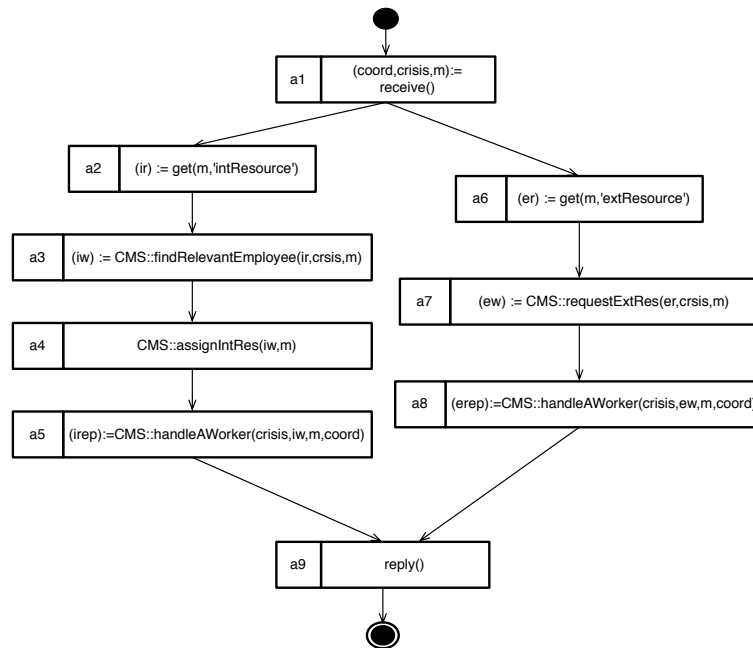 a1
(coord,crisis,m):=
receive()
a2
(ir) := get(m,'intResource')
a3
(iw) := CMS::findRelevantEmployee(ir,crsis,m)
a4
CMS::assignIntRes(iw,m)
a5
(irep):=CMS::handleAWorker(crisis,iw,m,coord)
a6
(er) := get(m,'extResource')
a7
(ew) := CMS::requestExtRes(er,crsis,m)
a8
(erep):=CMS::handleAWorker(crisis,ew,m,coord)
a9
reply()